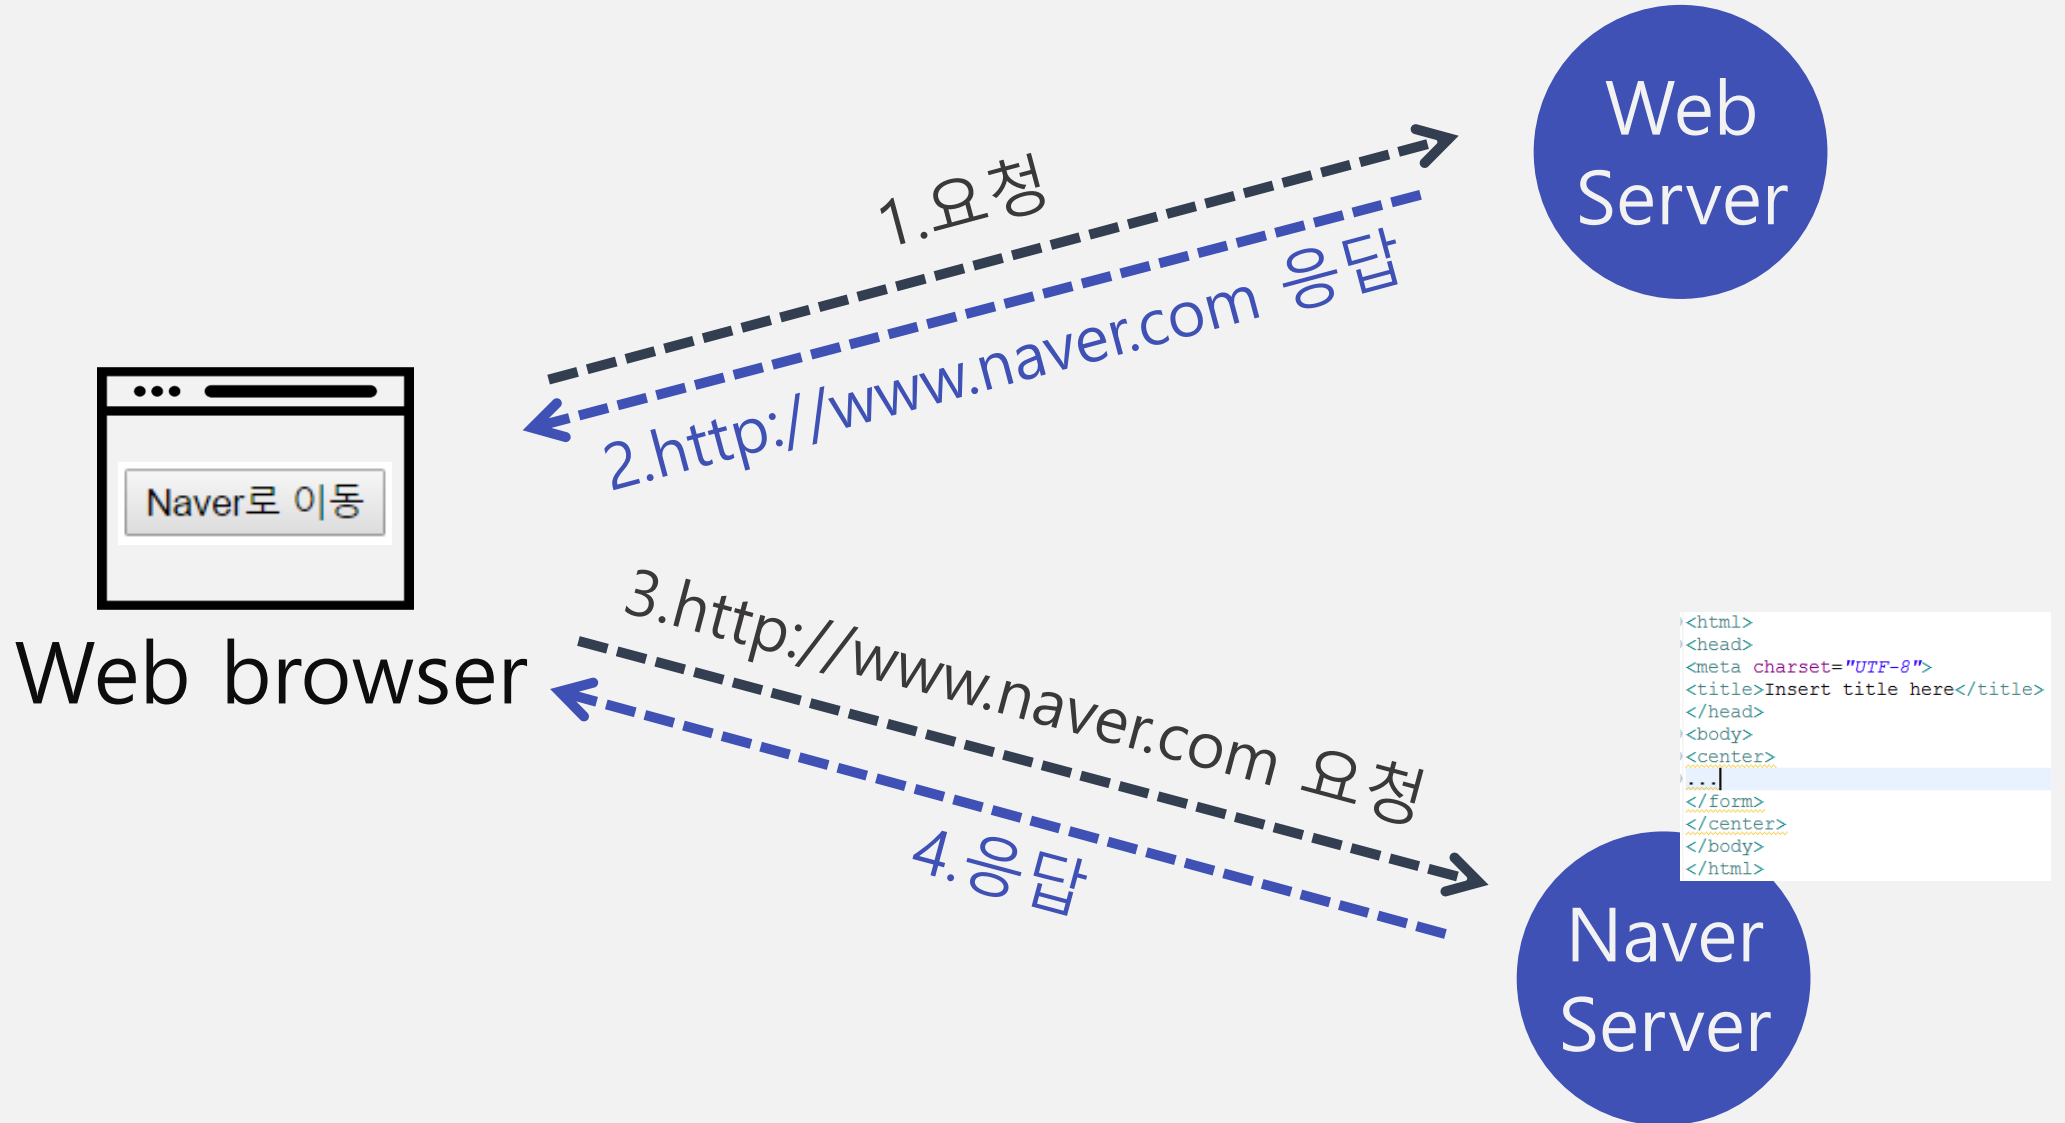 Web
Server
1.요청
2.http://www.naver.com 응답
Naver로 이동
Web browser
3.http://www.naver.com 요청
4.응답
<html>
<head>
<meta charset="UTF-8">
<title>Insert title here</title>
</head>
<body>
<center>
...
</form>
</center>
</body>
</html>
Naver
Server